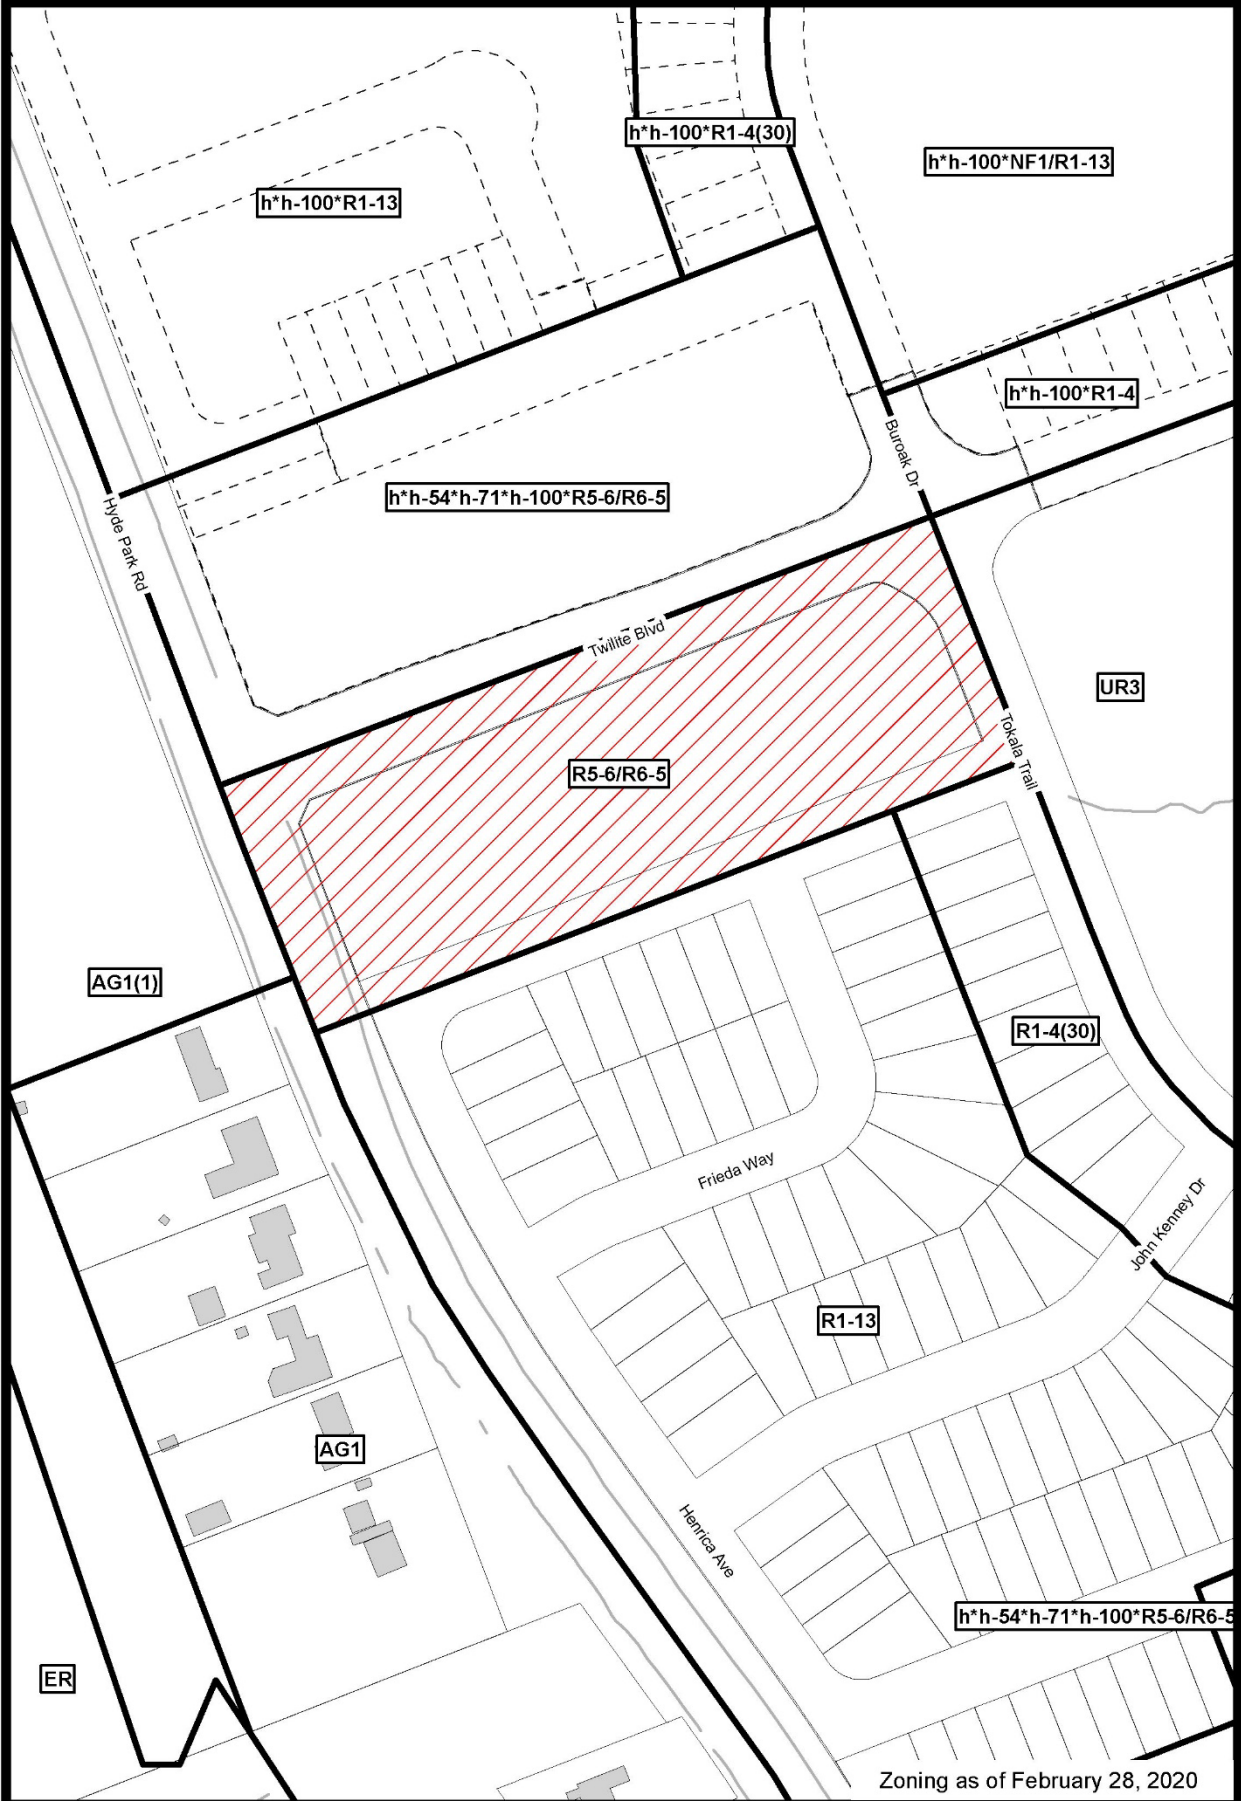 h*h-100*R1-4(30)
h*h-100*NF1/R1-13
h*h-100*R1-13
h*h-100*R1-4
Buroak Dr
h*h-54*h-71*h-100*R5-6/R6-5
Hyde Park Rd
Twilite Blvd
UR3
Tokala Trail
R5-6/R6-5
AG1(1)
R1-4(30)
Frieda Way
John Kenney Dr
R1-13
AG1
Henrica Ave
h*h-54*h-71*h-100*R5-6/R6-5
ER
Zoning as of February 28, 2020